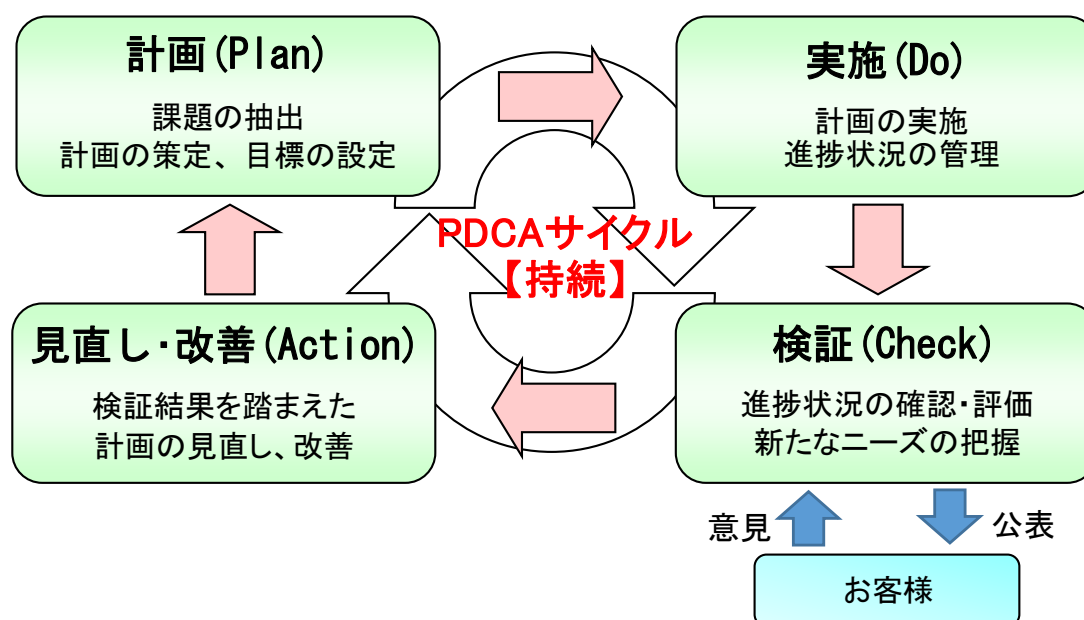 計画(Plan)
課題の抽出
計画の策定、目標の設定
実施(Do)
計画の実施
進捗状況の管理
PDCAサイクル
【持続】
見直し・改善(Action)
検証結果を踏まえた
計画の見直し、改善
検証(Check)
進捗状況の確認・評価
新たなニーズの把握
意見
公表
お客様